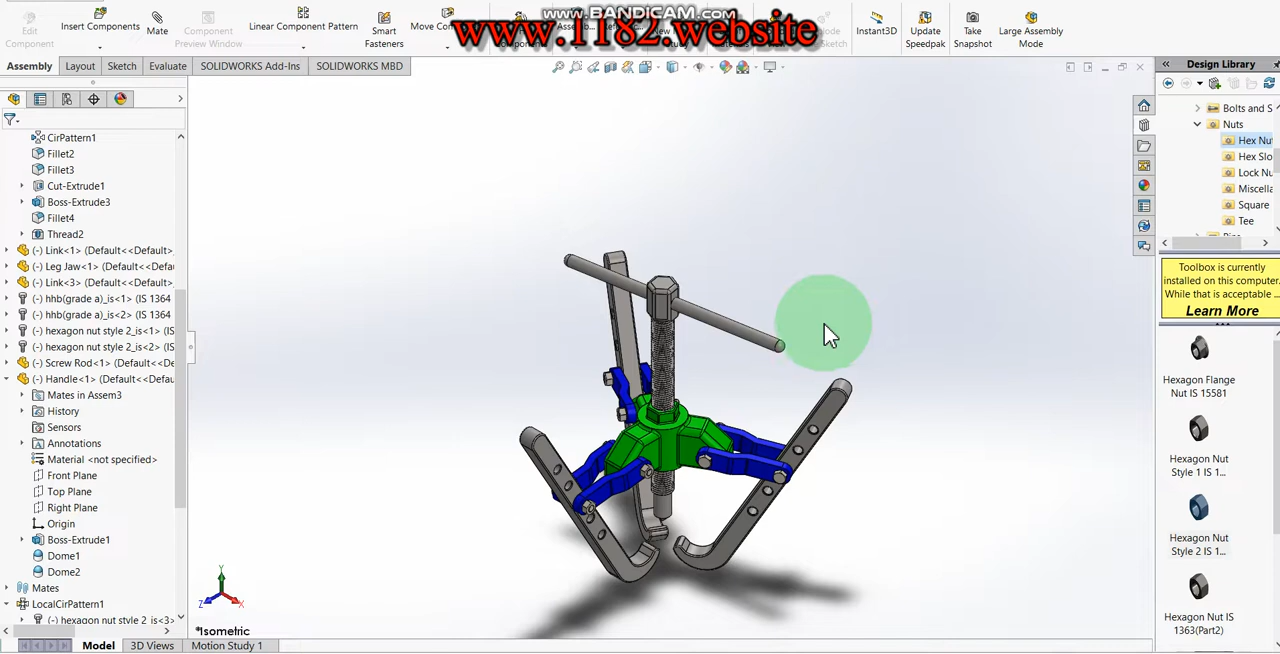 www.BANDICAM.com
www.1182.website
Edit Component
Insert Components
Mate
Component Preview Window
Linear Component Pattern
Smart Fasteners
Move Co
Instant3D
Update Speedpak
Take Snapshot
Large Assembly Mode
Assembly
Layout
Sketch
Evaluate
SOLIDWORKS Add-Ins
SOLIDWORKS MBD
CirPattern1
Fillet2
Fillet3
Cut-Extrude1
Boss-Extrude3
Fillet4
Thread2
(-) Link<1> (Default<<Default>
(-) Leg Jaw<1> (Default<<Defau
(-) Link<3> (Default<<Default>
(-) hhb(grade a)_is<1> (IS 1364
(-) hhb(grade a)_is<2> (IS 1364
(-) hexagon nut style 2_is<1> (IS
(-) hexagon nut style 2_is<2> (IS
(-) Screw Rod<1> (Default<<De
(-) Handle<1> (Default<<Defaul
Mates in Assem3
History
Sensors
Annotations
Material <not specified>
Front Plane
Top Plane
Right Plane
Origin
Boss-Extrude1
Dome1
Dome2
Mates
LocalCirPattern1
(-) hexagon nut style 2_is<3>
Y
Z
X
*Isometric
Model
3D Views
Motion Study 1
Design Library
Bolts and S
Nuts
Hex Nu
Hex Slo
Lock Nu
Miscella
Square
Tee
Toolbox is currently
installed on this computer.
While that is acceptable ...
Learn More
Hexagon Flange
Nut IS 15581
Hexagon Nut
Style 1 IS 1...
Hexagon Nut
Style 2 IS 1...
Hexagon Nut IS
1363(Part2)